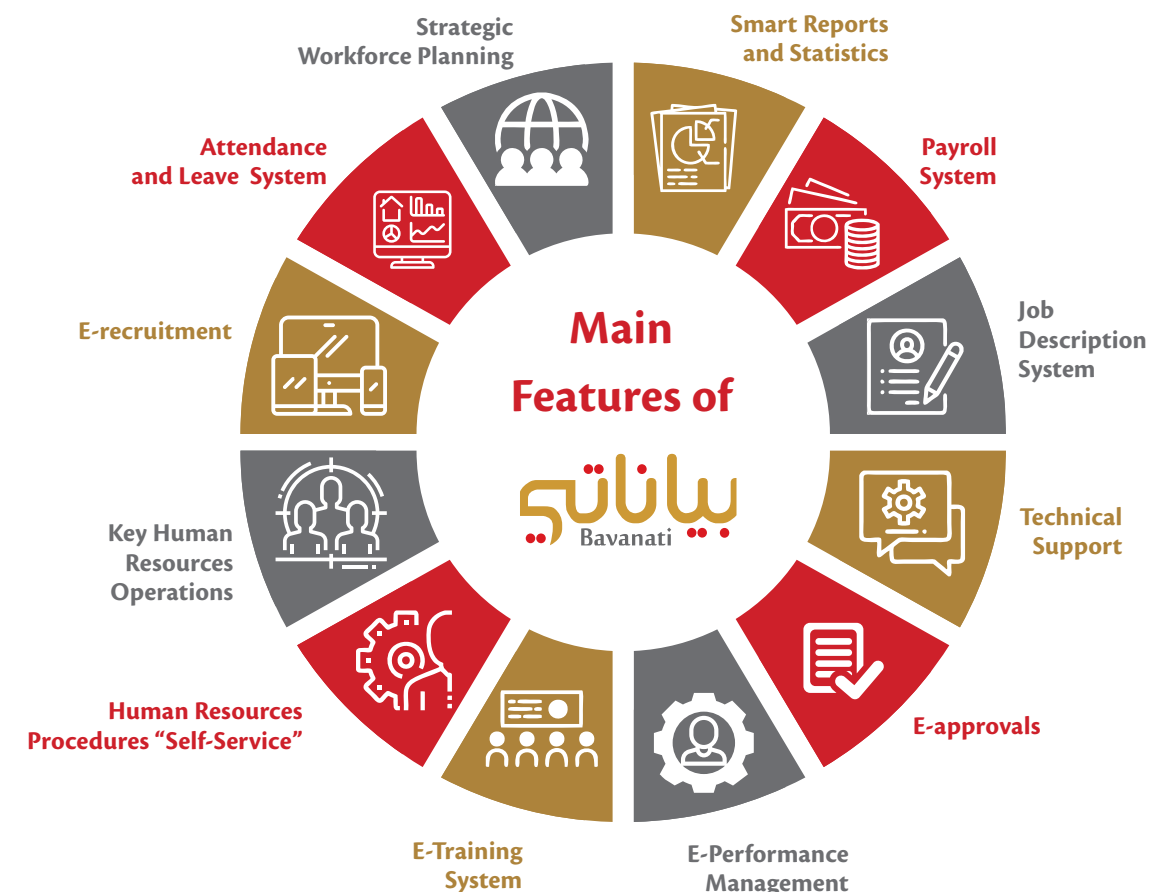 Strategic
Workforce Planning
Smart Reports
and Statistics
Attendance
and Leave System
Payroll
System
E-recruitment
Job
Description
System
Main
Features of
بياناتي
Bavanati
Key Human
Resources
Operations
Technical
Support
Human Resources
Procedures “Self-Service”
E-approvals
E-Training
System
E-Performance
Management